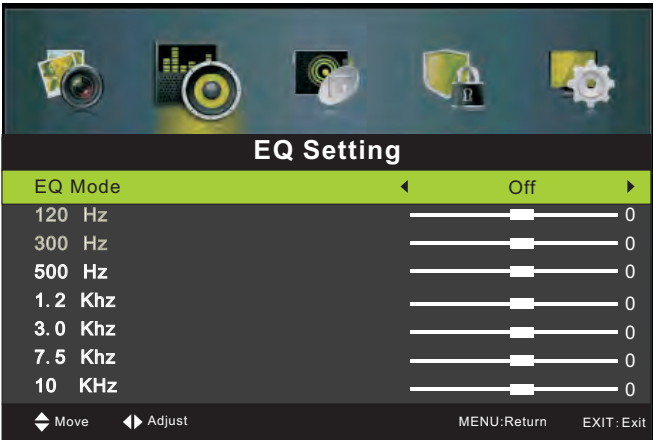 EQ Setting
EQ Mode Off
120 Hz 0
300 Hz 0
500 Hz 0
1.2 Khz 0
3.0 Khz 0
7.5 Khz 0
10 KHz 0
Move Adjust MENU:Return EXIT:Exit